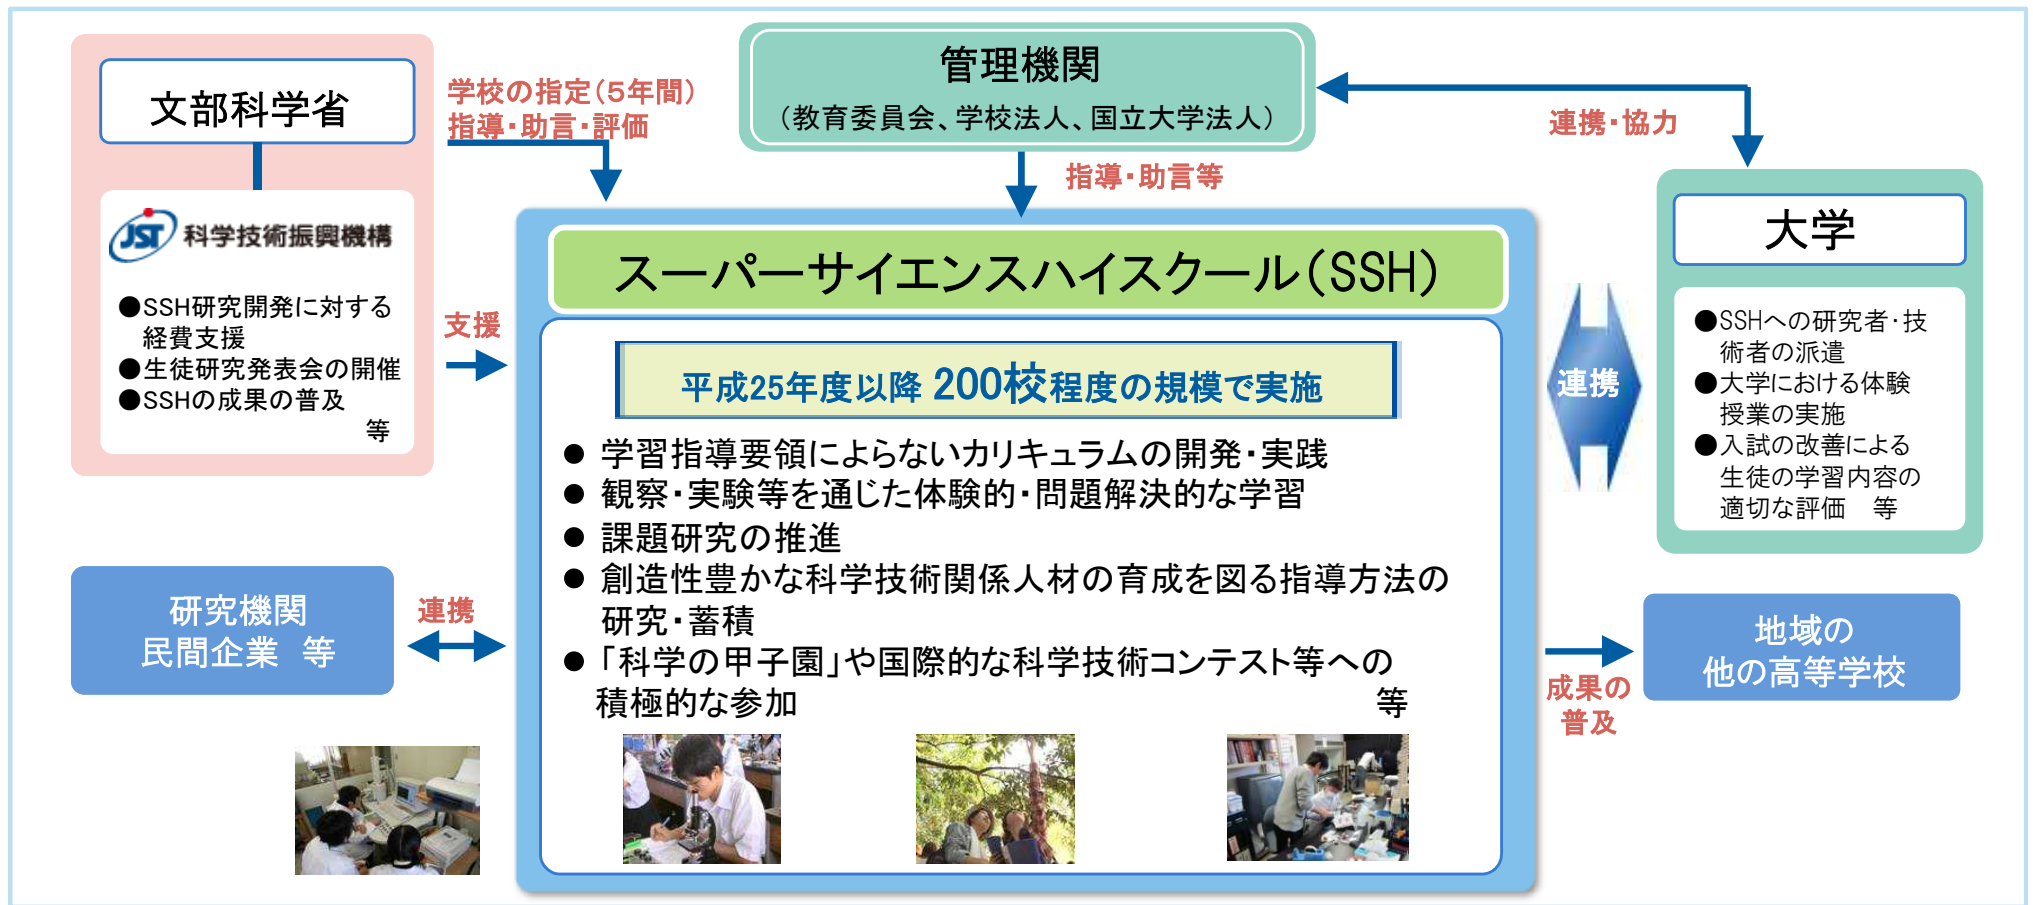 文部科学省
JST 科学技術振興機構
●SSH研究開発に対する
経費支援
●生徒研究発表会の開催
●SSHの成果の普及
等
学校の指定(5年間)
指導・助言・評価
支援
管理機関
(教育委員会、学校法人、国立大学法人)
指導・助言等
連携・協力
スーパーサイエンスハイスクール(SSH)
平成25年度以降 200校程度の規模で実施
● 学習指導要領によらないカリキュラムの開発・実践
● 観察・実験等を通じた体験的・問題解決的な学習
● 課題研究の推進
● 創造性豊かな科学技術関係人材の育成を図る指導方法の
研究・蓄積
● 「科学の甲子園」や国際的な科学技術コンテスト等への
積極的な参加 等
連携
大学
●SSHへの研究者・技
術者の派遣
●大学における体験
授業の実施
●入試の改善による
生徒の学習内容の
適切な評価 等
研究機関
民間企業 等
連携
成果の
普及
地域の
他の高等学校